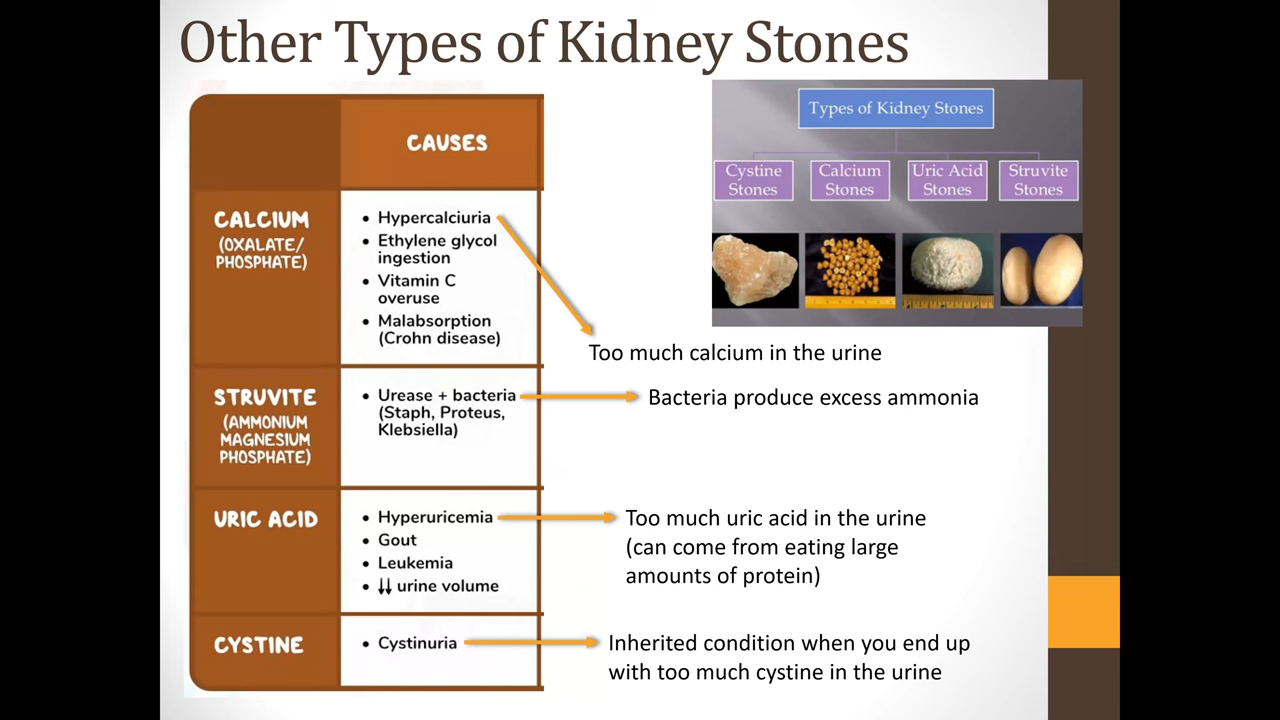 Other Types of Kidney Stones
CAUSES
CALCIUM
(OXALATE/
PHOSPHATE)
• Hypercalciuria
• Ethylene glycol
ingestion
• Vitamin C
overuse
• Malabsorption
(Crohn disease)
Too much calcium in the urine
STRUVITE
(AMMONIUM
MAGNESIUM
PHOSPHATE)
• Urease + bacteria
(Staph, Proteus,
Klebsiella)
Bacteria produce excess ammonia
URIC ACID
• Hyperuricemia
• Gout
• Leukemia
• ↓↓ urine volume
Too much uric acid in the urine
(can come from eating large
amounts of protein)
CYSTINE
• Cystinuria
Inherited condition when you end up
with too much cystine in the urine
Types of Kidney Stones
Cystine
Stones
Calcium
Stones
Uric Acid
Stones
Struvite
Stones